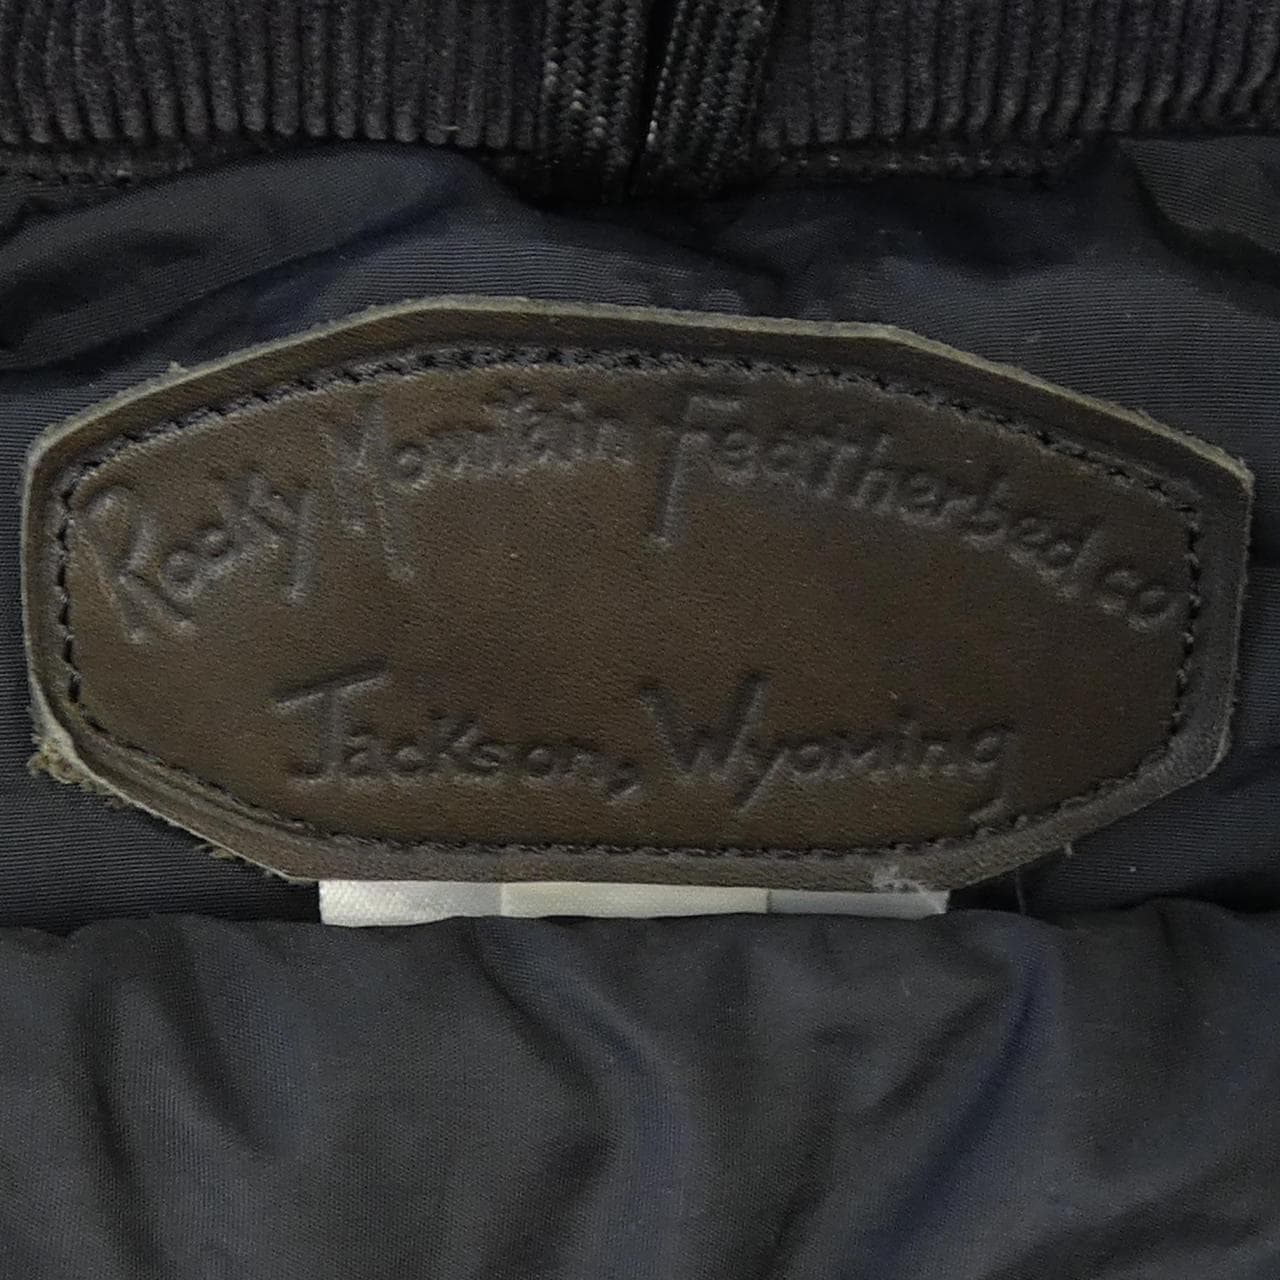 Rocky Mountain Featherbed.co
Jackson, Wyoming